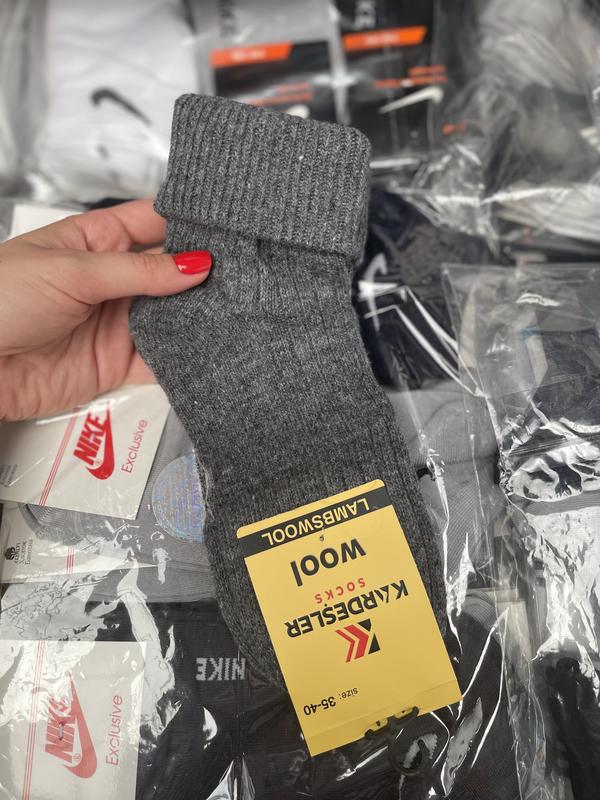 LAMBSWOOL
wool
KARDEŞLER
SOCKS
size: 35-40
NIKE
Exclusive
NIKE
NIKE
Exclusive